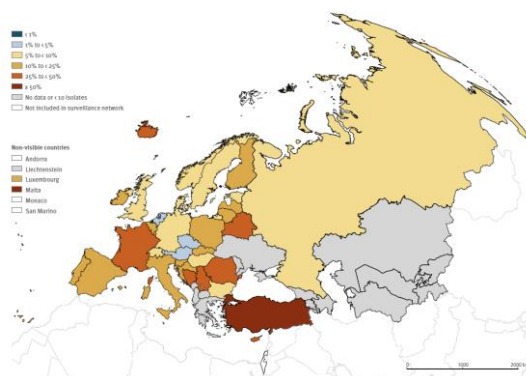 < 1%
1% to < 5%
5% to < 10%
10% to < 25%
25% to < 50%
≥ 50%
No data or < 10 isolates
Not included in surveillance network
Non-visible countries
Andorra
Liechtenstein
Luxembourg
Malta
Monaco
San Marino
0 1000 2000 km